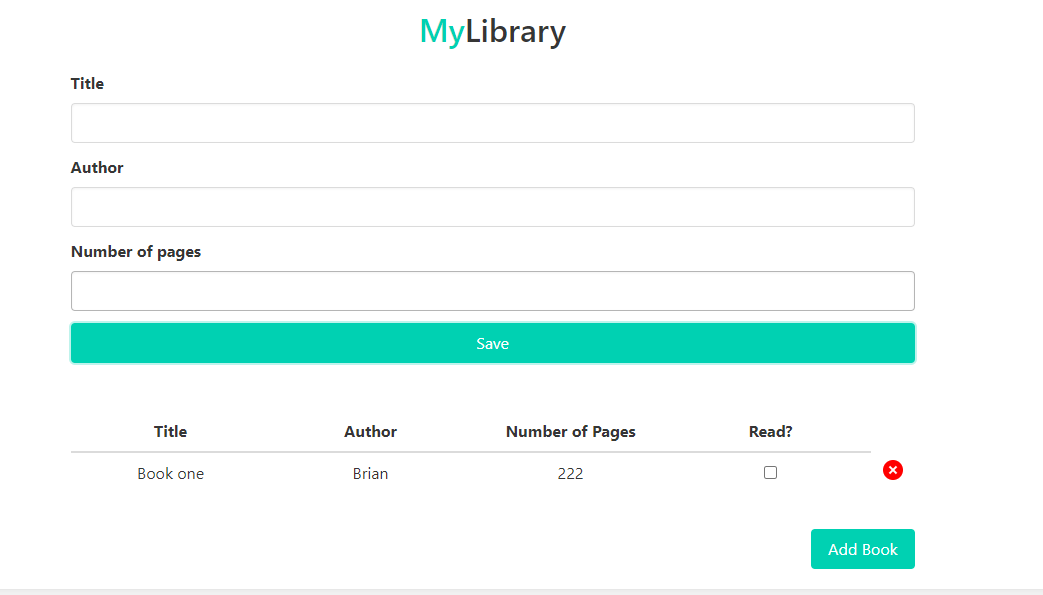 MyLibrary
Title
Author
Number of pages
Save
Title Author Number of Pages Read?
Book one Brian 222
Add Book